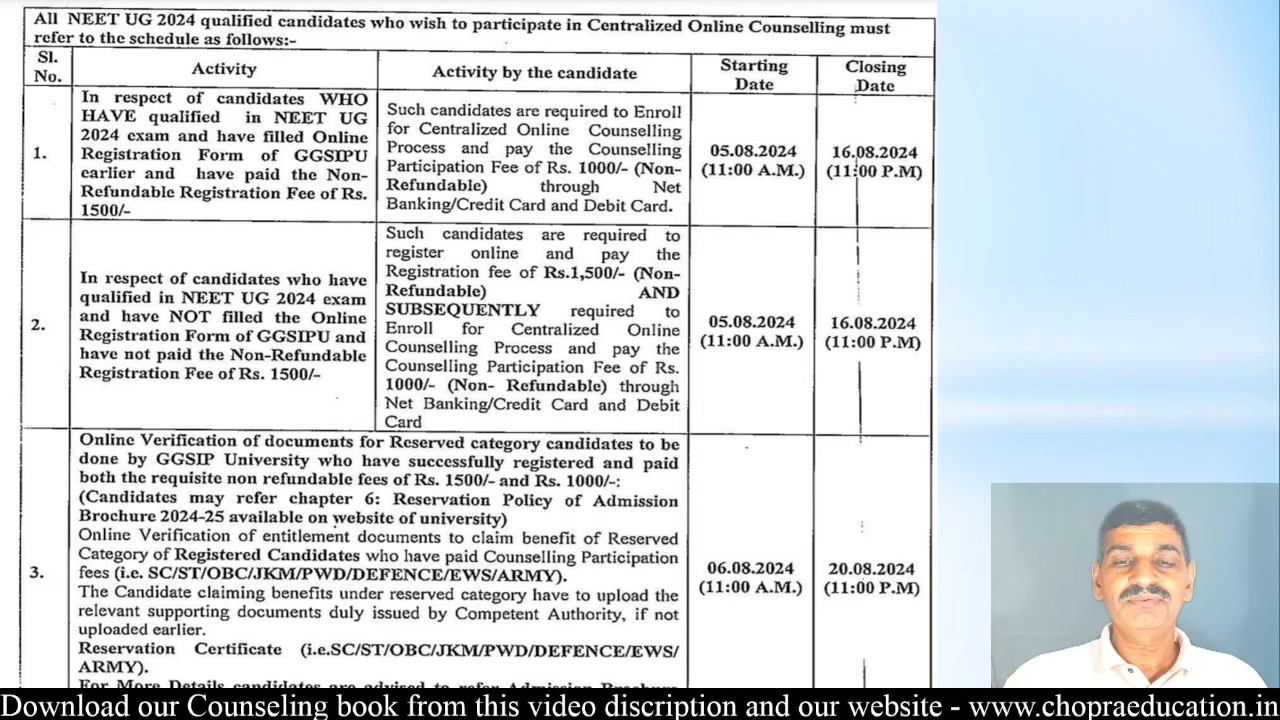 All NEET UG 2024 qualified candidates who wish to participate in Centralized Online Counselling must
refer to the schedule as follows:-
Sl.
No.
Activity
Activity by the candidate
Starting
Date
Closing
Date
1.
In respect of candidates WHO
HAVE qualified in NEET UG
2024 exam and have filled Online
Registration Form of GGSIPU
earlier and have paid the Non-
Refundable Registration Fee of Rs.
1500/-
Such candidates are required to Enroll
for Centralized Online Counselling
Process and pay the Counselling
Participation Fee of Rs. 1000/- (Non-
Refundable) through Net
Banking/Credit Card and Debit Card.
05.08.2024
(11:00 A.M.)
16.08.2024
(11:00 P.M)
2.
In respect of candidates who have
qualified in NEET UG 2024 exam
and have NOT filled the Online
Registration Form of GGSIPU and
have not paid the Non-Refundable
Registration Fee of Rs. 1500/-
Such candidates are required to
register online and pay the
Registration fee of Rs.1,500/- (Non-
Refundable) AND
SUBSEQUENTLY required to
Enroll for Centralized Online
Counselling Process and pay the
Counselling Participation Fee of Rs.
1000/- (Non- Refundable) through
Net Banking/Credit Card and Debit
Card
05.08.2024
(11:00 A.M.)
16.08.2024
(11:00 P.M)
3.
Online Verification of documents for Reserved category candidates to be
done by GGSIP University who have successfully registered and paid
both the requisite non refundable fees of Rs. 1500/- and Rs. 1000/-:
(Candidates may refer chapter 6: Reservation Policy of Admission
Brochure 2024-25 available on website of university)
Online Verification of entitlement documents to claim benefit of Reserved
Category of Registered Candidates who have paid Counselling Participation
fees (i.e. SC/ST/OBC/JKM/PWD/DEFENCE/EWS/ARMY).
The Candidate claiming benefits under reserved category have to upload the
relevant supporting documents duly issued by Competent Authority, if not
uploaded earlier.
Reservation Certificate (i.e.SC/ST/OBC/JKM/PWD/DEFENCE/EWS/
ARMY).
For More Details candidates are advised to refer Admission Brochure
06.08.2024
(11:00 A.M.)
20.08.2024
(11:00 P.M)
Download our Counseling book from this video discription and our website - www.chopraeducation.in